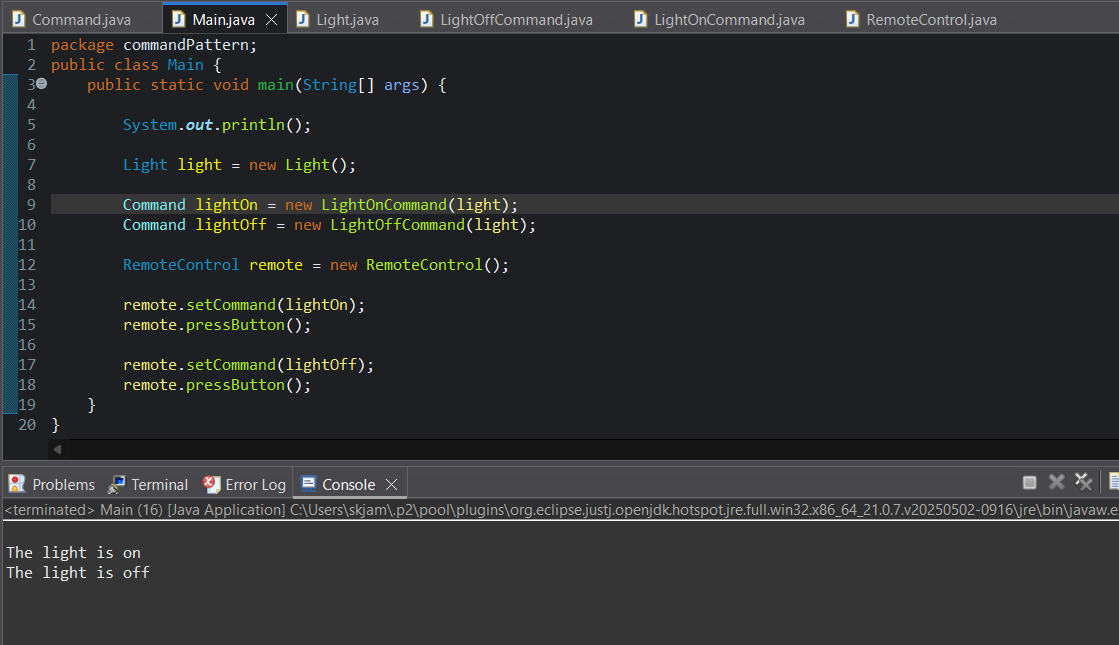 Command.java Main.java Light.java LightOffCommand.java LightOnCommand.java RemoteControl.java
1 package commandPattern;
2 public class Main {
3 public static void main(String[] args) {
4
5 System.out.println();
6
7 Light light = new Light();
8
9 Command lightOn = new LightOnCommand(light);
10 Command lightOff = new LightOffCommand(light);
11
12 RemoteControl remote = new RemoteControl();
13
14 remote.setCommand(lightOn);
15 remote.pressButton();
16
17 remote.setCommand(lightOff);
18 remote.pressButton();
19 }
20 }
Problems Terminal Error Log Console
<terminated> Main (16) [Java Application] C:\Users\skjam\.p2\pool\plugins\org.eclipse.justj.openjdk.hotspot.jre.full.win32.x86_64_21.0.7.v20250502-0916\jre\bin\javaw.e
The light is on
The light is off